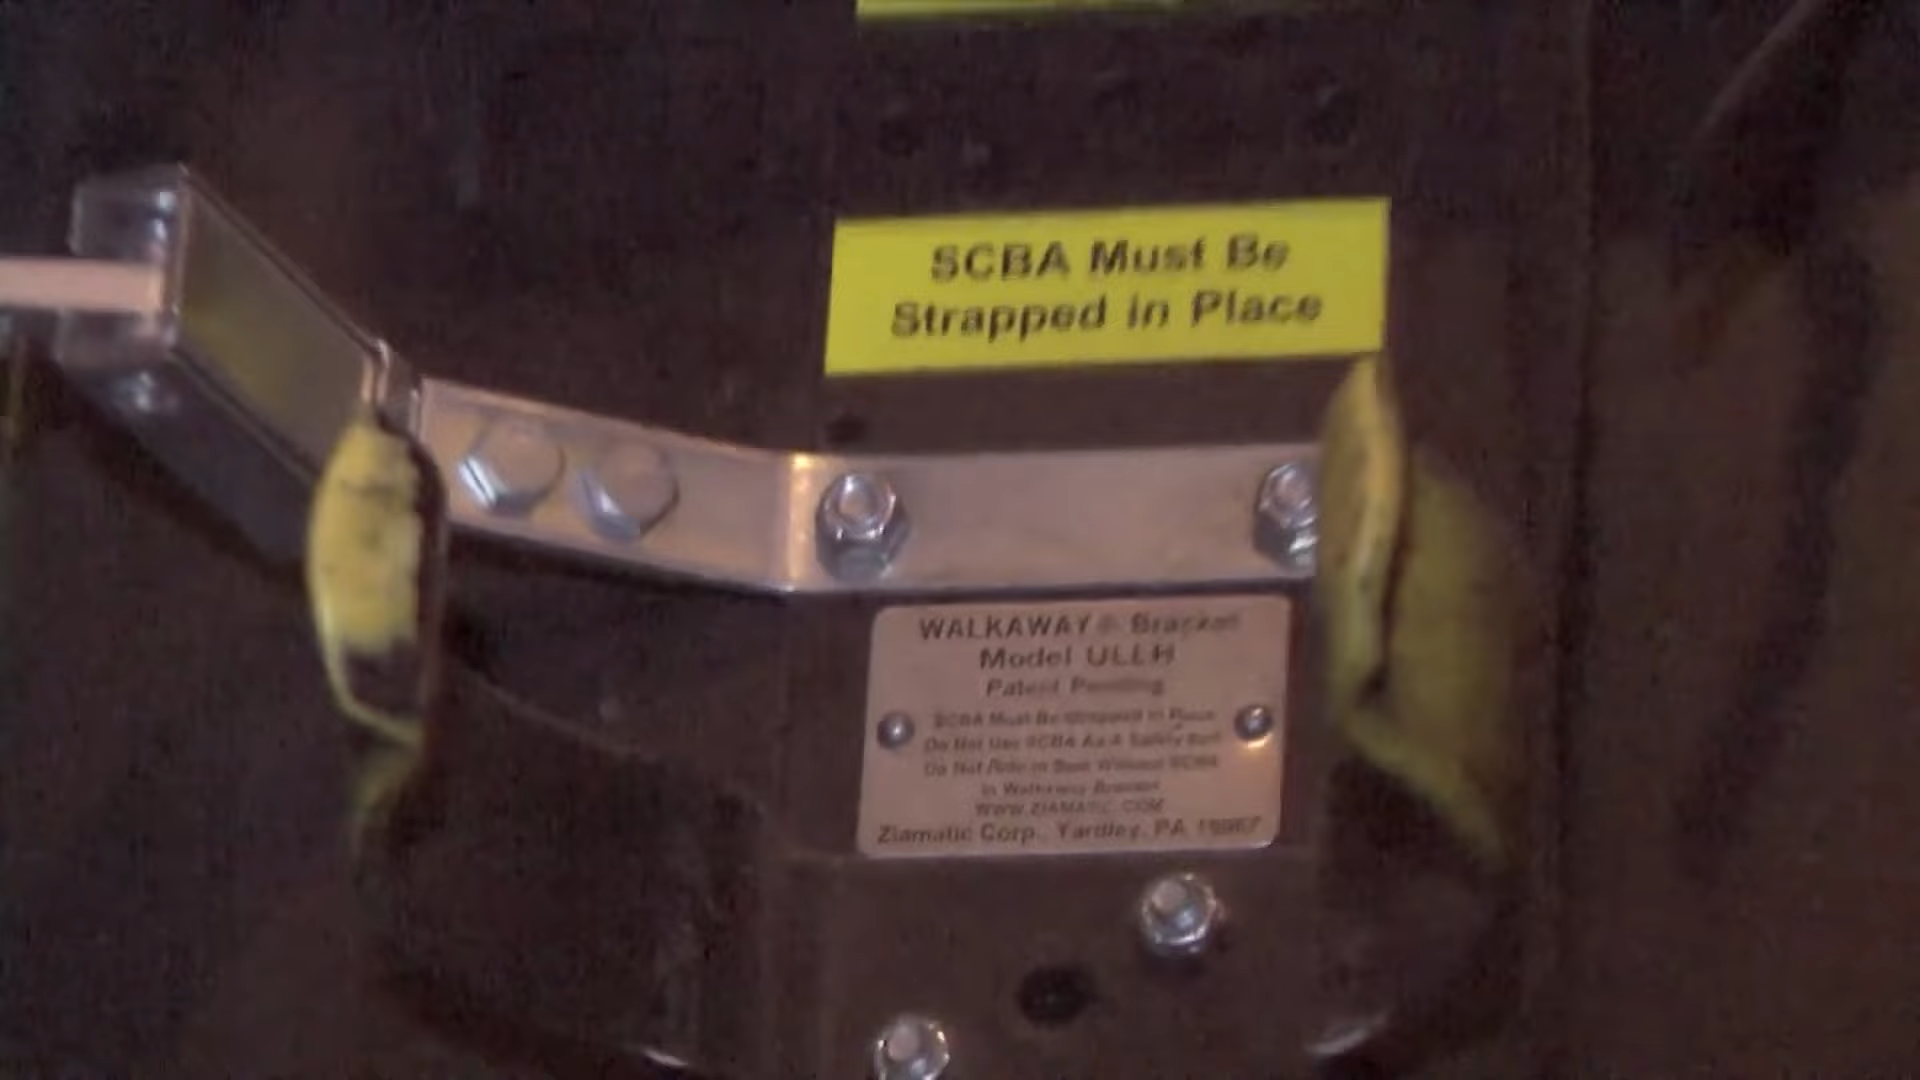 SCBA Must Be
Strapped in Place
WALKAWAY® Bracket
Model ULLH
Patent Pending
SCBA Must Be Strapped In Place
Do Not Use SCBA As A Safety Belt
Do Not Ride in Seat Without SCBA
in Walkaway Bracket
WWW.ZIAMATIC.COM
Ziamatic Corp., Yardley, PA 19067